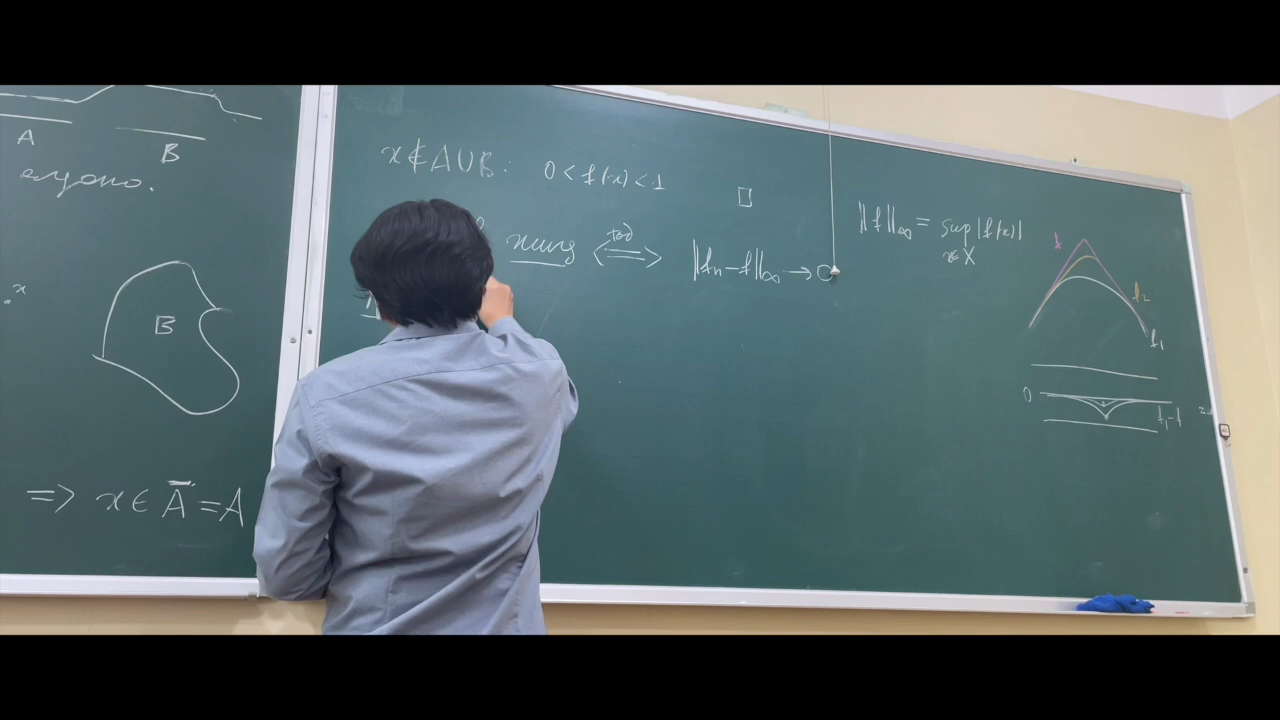 A
B
B
x
=> x ∈ A̅ = A
x ∉ A ∪ B: 0 < f(x) < 1
□
⟺ ||fₙ − f||∞ → 0
||f||∞ = sup |f(x)|
x ∈ X
f
f₂
f₁
0
f₁ − f